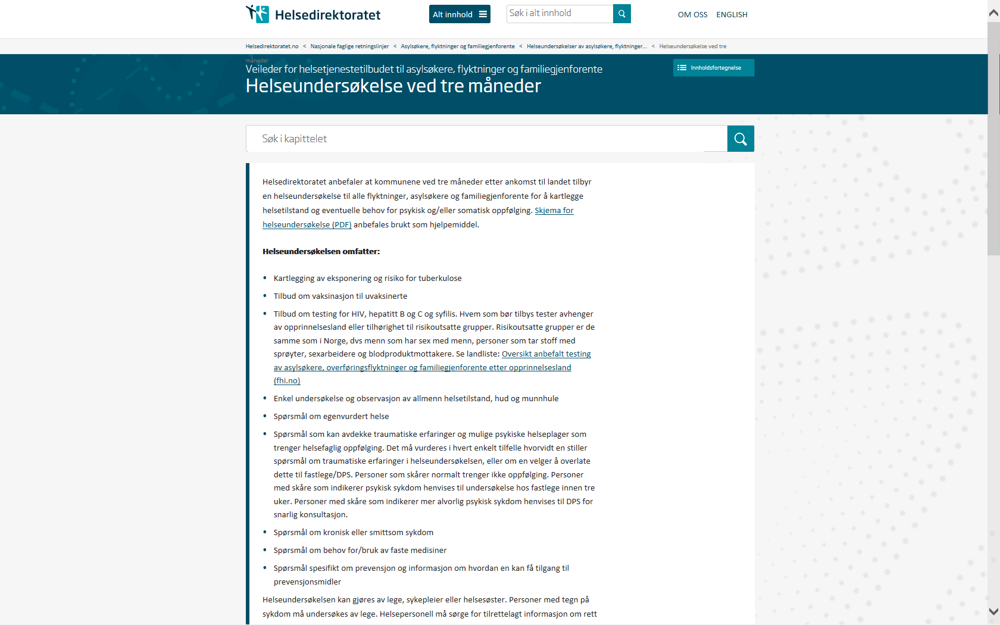 Helsedirektoratet
Alt innhold
Søk i alt innhold
OM OSS
ENGLISH
Helsedirektoratet.no < Nasjonale faglige retningslinjer < Asylsøkere, flyktninger og familiegjenforente < Helseundersøkelser av asylsøkere, flyktninger... < Helseundersøkelse ved tre
måneder
Veileder for helsetjenestetilbudet til asylsøkere, flyktninger og familiegjenforente
Innholdsfortegnelse
Helseundersøkelse ved tre måneder
Søk i kapittelet
Helsedirektoratet anbefaler at kommunene ved tre måneder etter ankomst til landet tilbyr
en helseundersøkelse til alle flyktninger, asylsøkere og familiegjenforente for å kartlegge
helsetilstand og eventuelle behov for psykisk og/eller somatisk oppfølging. Skjema for
helseundersøkelse (PDF) anbefales brukt som hjelpemiddel.
Helseundersøkelsen omfatter:
• Kartlegging av eksponering og risiko for tuberkulose
• Tilbud om vaksinasjon til uvaksinerte
• Tilbud om testing for HIV, hepatitt B og C og syfilis. Hvem som bør tilbys tester avhenger
av opprinnelsesland eller tilhørighet til risikoutsatte grupper. Risikoutsatte grupper er de
samme som i Norge, dvs menn som har sex med menn, personer som tar stoff med
sprøyter, sexarbeidere og blodproduktmottakere. Se landliste: Oversikt anbefalt testing
av asylsøkere, overføringsflyktninger og familiegjenforente etter opprinnelsesland
(fhi.no)
• Enkel undersøkelse og observasjon av allmenn helsetilstand, hud og munnhule
• Spørsmål om egenvurdert helse
• Spørsmål som kan avdekke traumatiske erfaringer og mulige psykiske helseplager som
trenger helsefaglig oppfølging. Det må vurderes i hvert enkelt tilfelle hvorvidt en stiller
spørsmål om traumatiske erfaringer i helseundersøkelsen, eller om en velger å overlate
dette til fastlege/DPS. Personer som skårer normalt trenger ikke oppfølging. Personer
med skåre som indikerer psykisk sykdom henvises til undersøkelse hos fastlege innen tre
uker. Personer med skåre som indikerer mer alvorlig psykisk sykdom henvises til DPS for
snarlig konsultasjon.
• Spørsmål om kronisk eller smittsom sykdom
• Spørsmål om behov for/bruk av faste medisiner
• Spørsmål spesifikt om prevensjon og informasjon om hvordan en kan få tilgang til
prevensjonsmidler
Helseundersøkelsen kan gjøres av lege, sykepleier eller helsesøster. Personer med tegn på
sykdom må undersøkes av lege. Helsepersonell må sørge for tilrettelagt informasjon om rett